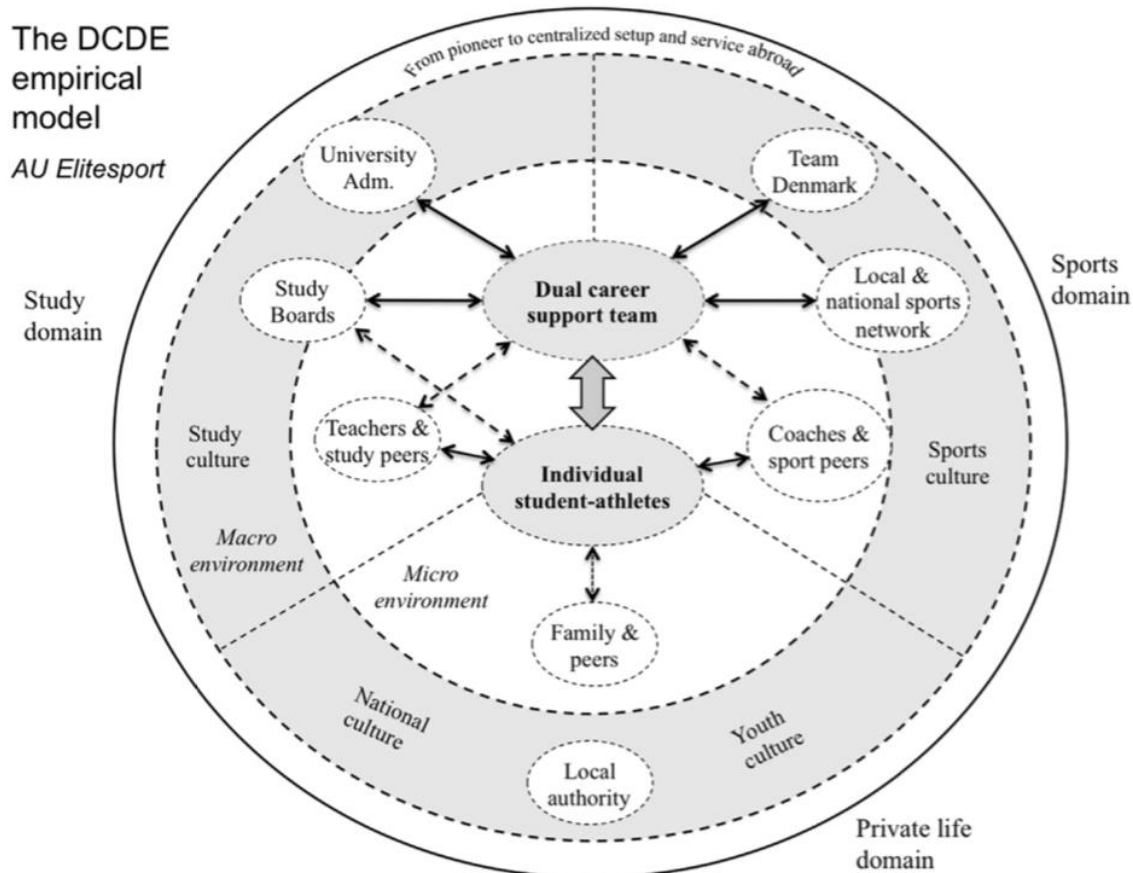 The DCDE
empirical
model
AU Elitesport
From pioneer to centralized setup and service abroad
University
Adm.
Team
Denmark
Study
domain
Study
Boards
Dual career
support team
Local &
national sports
network
Sports
domain
Study
culture
Teachers &
study peers
Individual
student-athletes
Coaches &
sport peers
Sports
culture
Macro
environment
Micro
environment
Family &
peers
National
culture
Youth
culture
Local
authority
Private life
domain